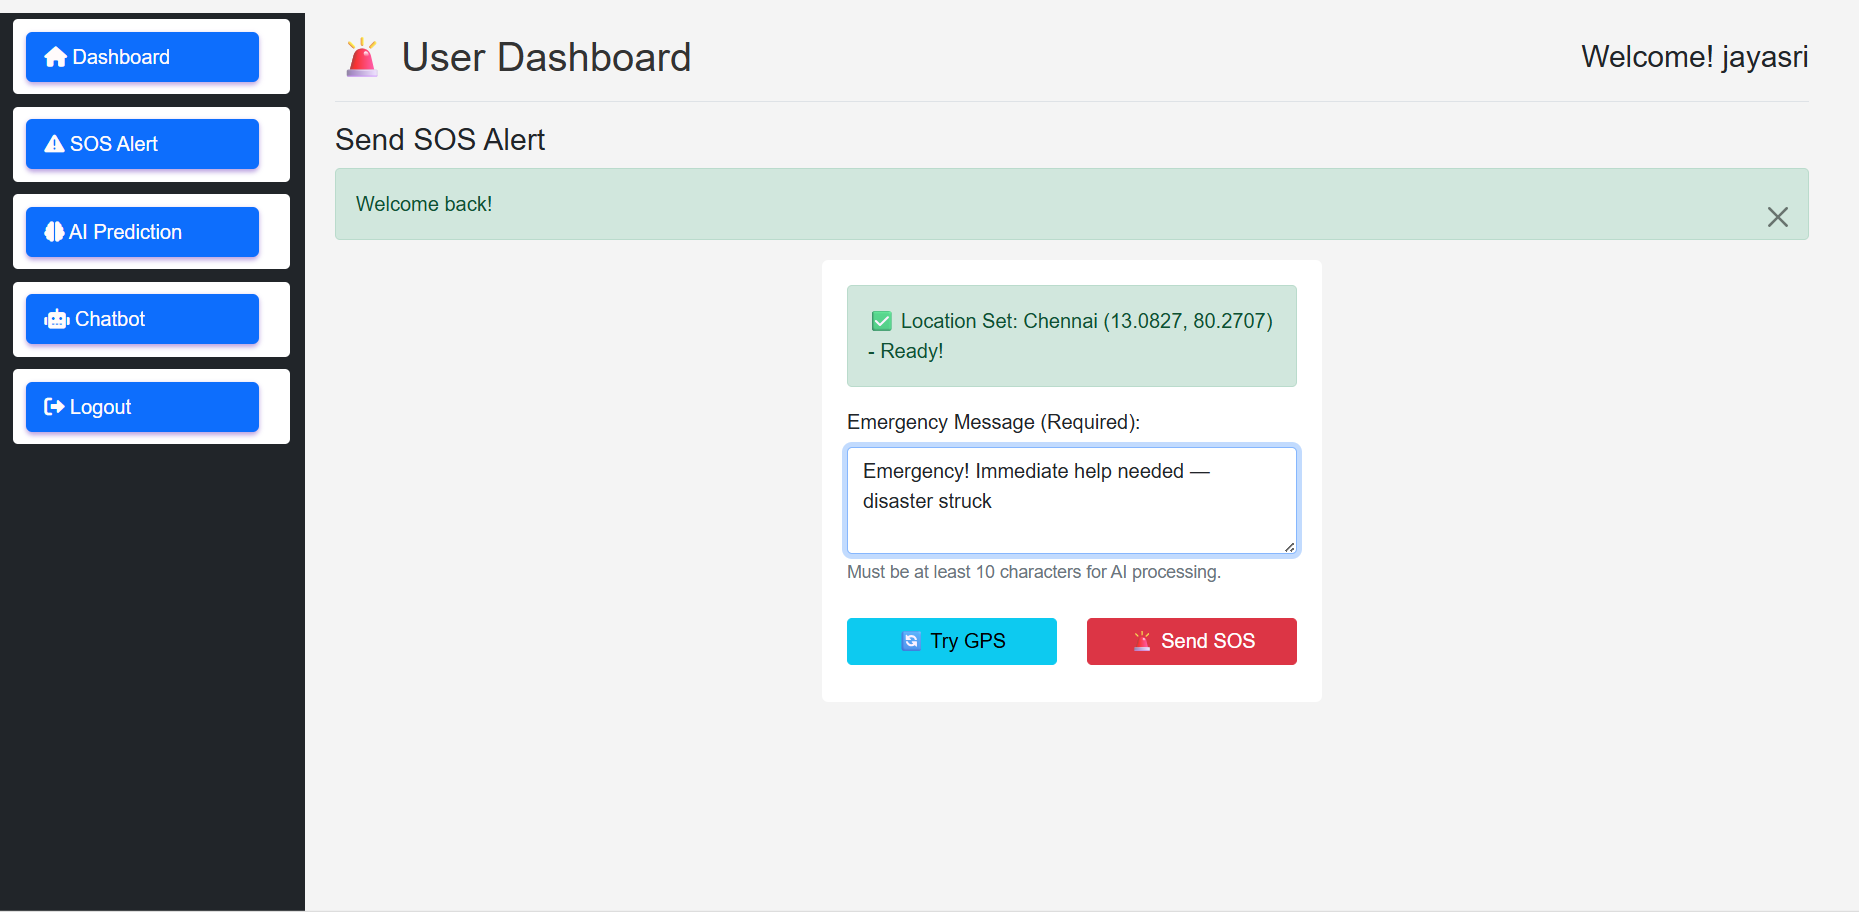 Dashboard
SOS Alert
AI Prediction
Chatbot
Logout
User Dashboard
Welcome! jayasri
Send SOS Alert
Welcome back!
Location Set: Chennai (13.0827, 80.2707)
- Ready!
Emergency Message (Required):
Emergency! Immediate help needed —
disaster struck
Must be at least 10 characters for AI processing.
Try GPS
Send SOS